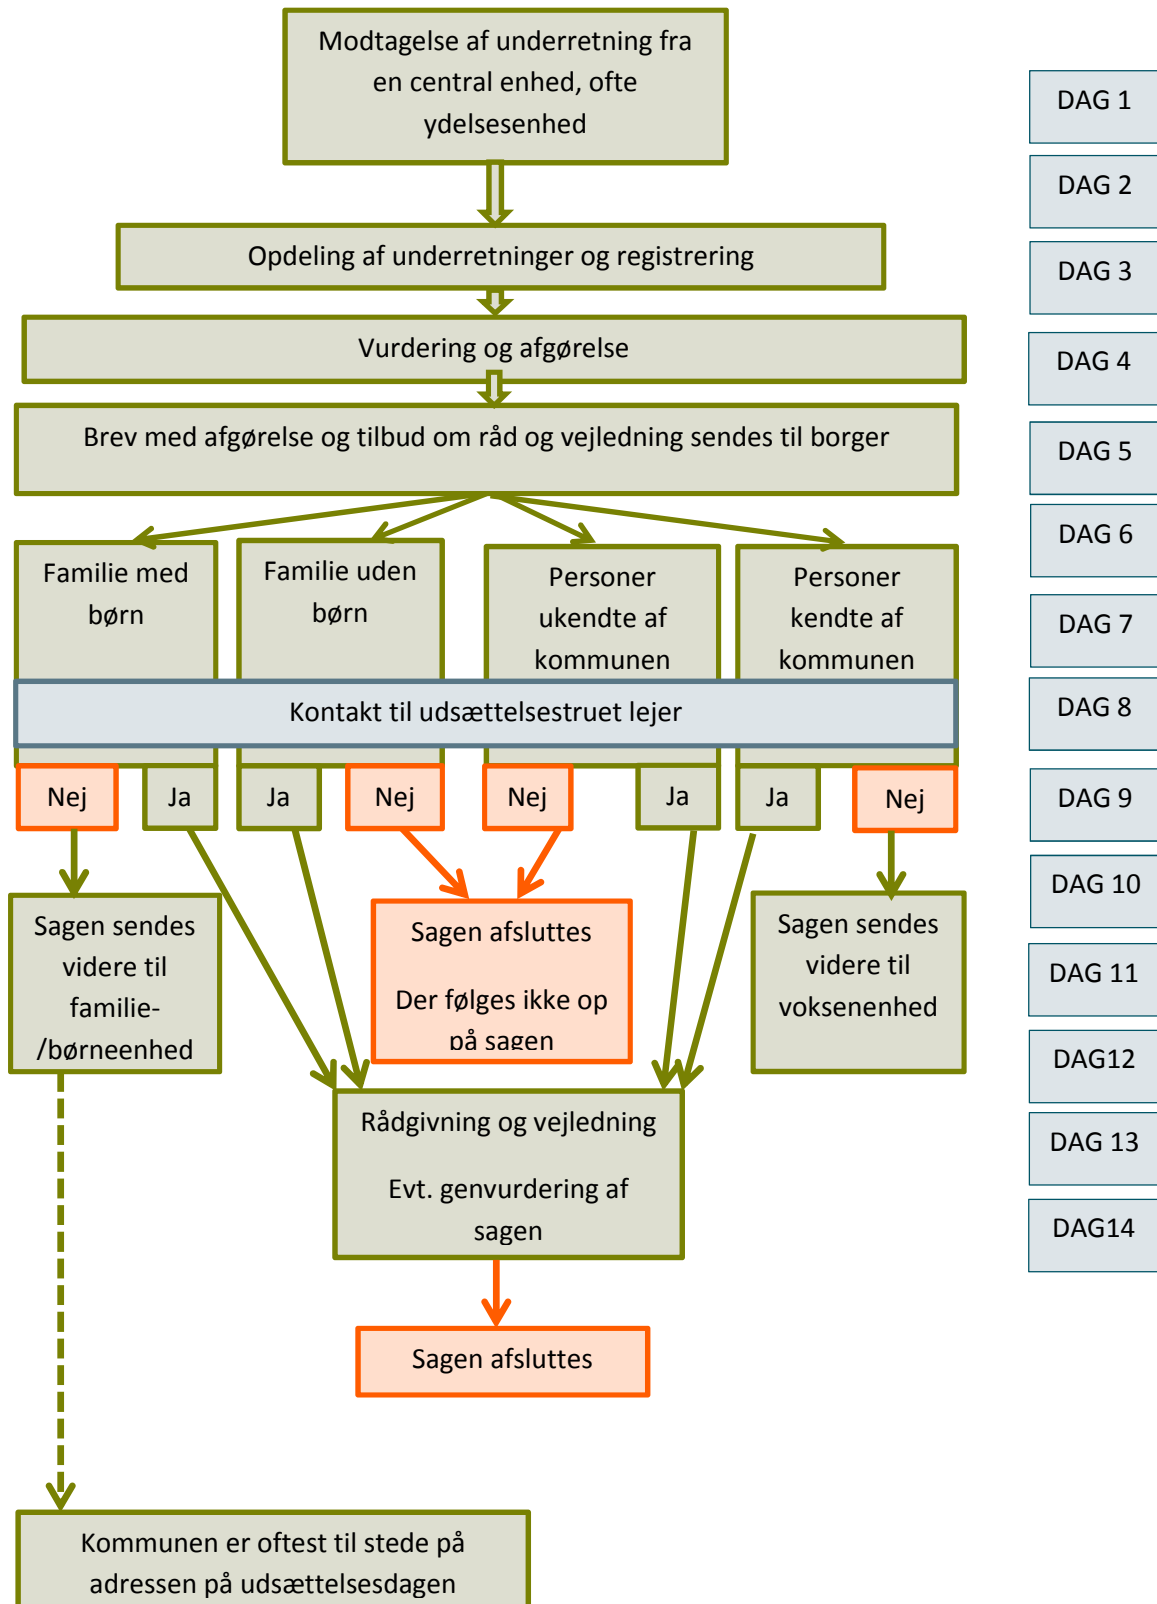 Modtagelse af underretning fra
en central enhed, ofte
ydelsesenhed
DAG 1
DAG 2
Opdeling af underretninger og registrering
DAG 3
Vurdering og afgørelse
DAG 4
Brev med afgørelse og tilbud om råd og vejledning sendes til borger
DAG 5
DAG 6
Familie med
børn
Familie uden
børn
Personer
ukendte af
kommunen
Personer
kendte af
kommunen
DAG 7
Kontakt til udsættelsestruet lejer
DAG 8
Nej
Ja
Ja
Nej
Nej
Ja
Ja
Nej
DAG 9
DAG 10
Sagen sendes
videre til
familie-
/børneenhed
Sagen afsluttes
Der følges ikke op
på sagen
Sagen sendes
videre til
voksenenhed
DAG 11
DAG12
Rådgivning og vejledning
Evt. genvurdering af
sagen
DAG 13
DAG14
Sagen afsluttes
Kommunen er oftest til stede på
adressen på udsættelsesdagen